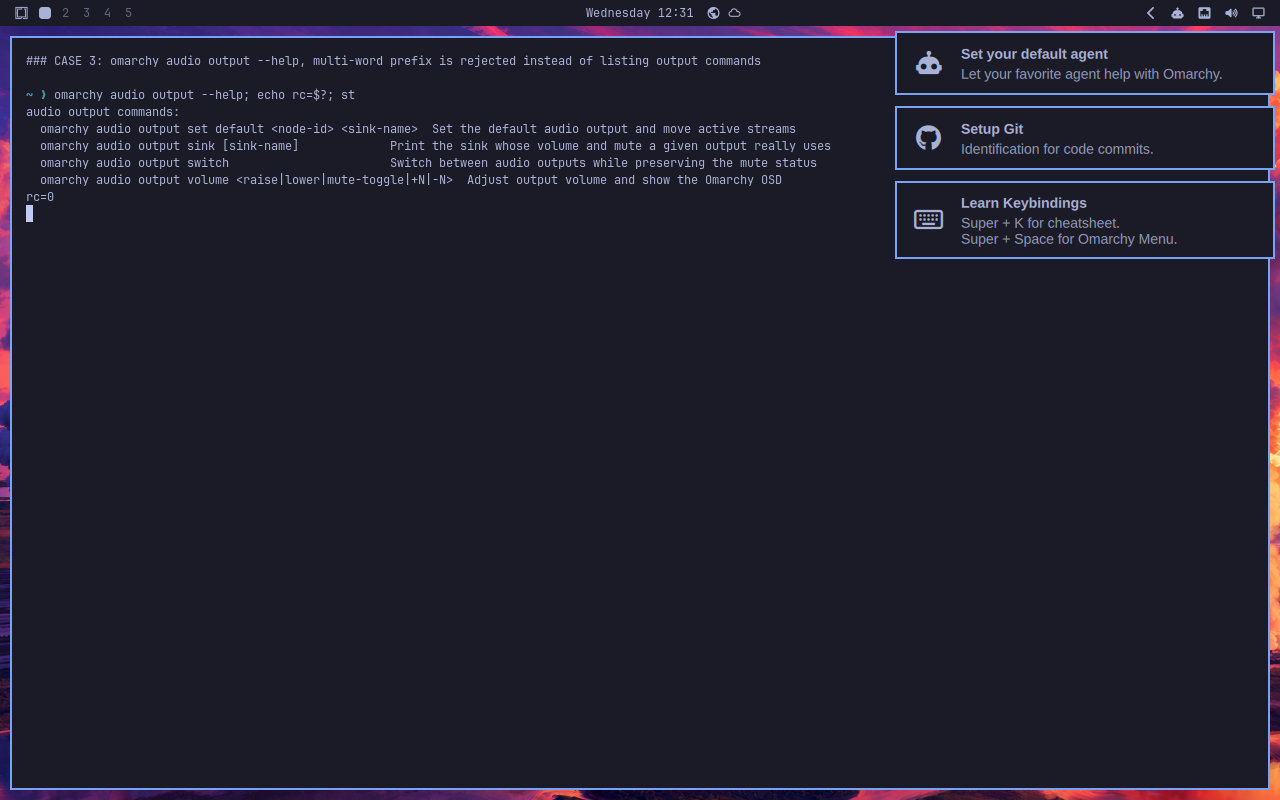 2 3 4 5
Wednesday 12:31
### CASE 3: omarchy audio output --help, multi-word prefix is rejected instead of listing output commands
~ ❯ omarchy audio output --help; echo rc=$?; st
audio output commands:
  omarchy audio output set default <node-id> <sink-name>  Set the default audio output and move active streams
  omarchy audio output sink [sink-name]             Print the sink whose volume and mute a given output really uses
  omarchy audio output switch                       Switch between audio outputs while preserving the mute status
  omarchy audio output volume <raise|lower|mute-toggle|+N|-N>  Adjust output volume and show the Omarchy OSD
rc=0
Set your default agent
Let your favorite agent help with Omarchy.
Setup Git
Identification for code commits.
Learn Keybindings
Super + K for cheatsheet.
Super + Space for Omarchy Menu.